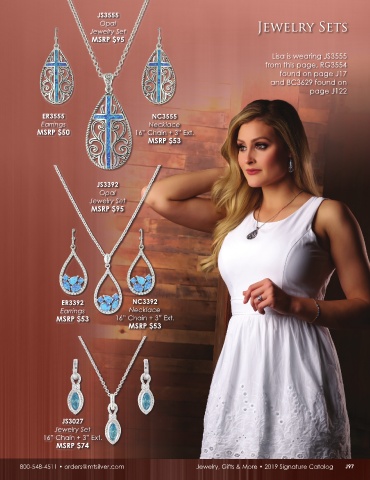 JS3555
Opal
Jewelry Set
MSRP $95
JEWELRY SETS
Lisa is wearing JS3555
from this page, RG3554
found on page J17
and BC3629 found on
page J122
ER3555
Earrings
MSRP $50
NC3555
Necklace
16" Chain + 3" Ext.
MSRP $53
JS3392
Opal
Jewelry Set
MSRP $95
ER3392
Earrings
MSRP $53
NC3392
Necklace
16" Chain + 3" Ext.
MSRP $53
JS3027
Jewelry Set
16" Chain + 3" Ext.
MSRP $74
800-548-4511 • orders@mtsilver.com Jewelry, Gifts & More • 2019 Signature Catalog J97